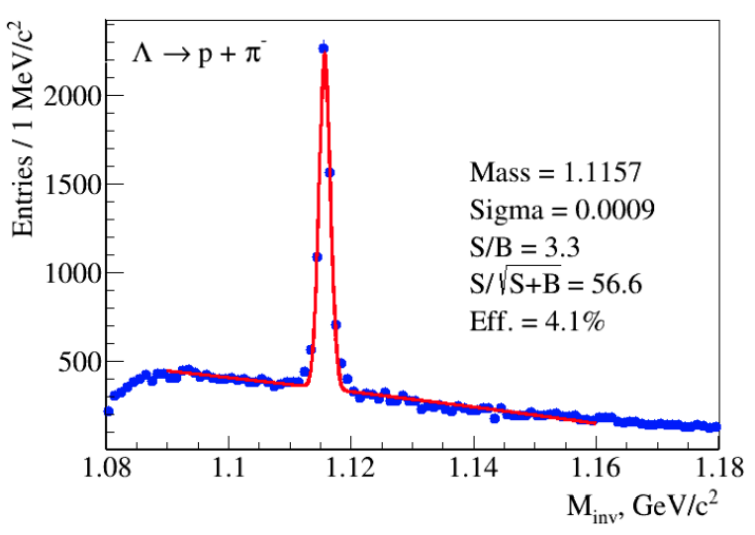 Λ → p + π⁻
Entries / 1 MeV/c²
2000
1500
1000
500
Mass = 1.1157
Sigma = 0.0009
S/B = 3.3
S/√S+B = 56.6
Eff. = 4.1%
1.08 1.1 1.12 1.14 1.16 1.18
M_inv, GeV/c²